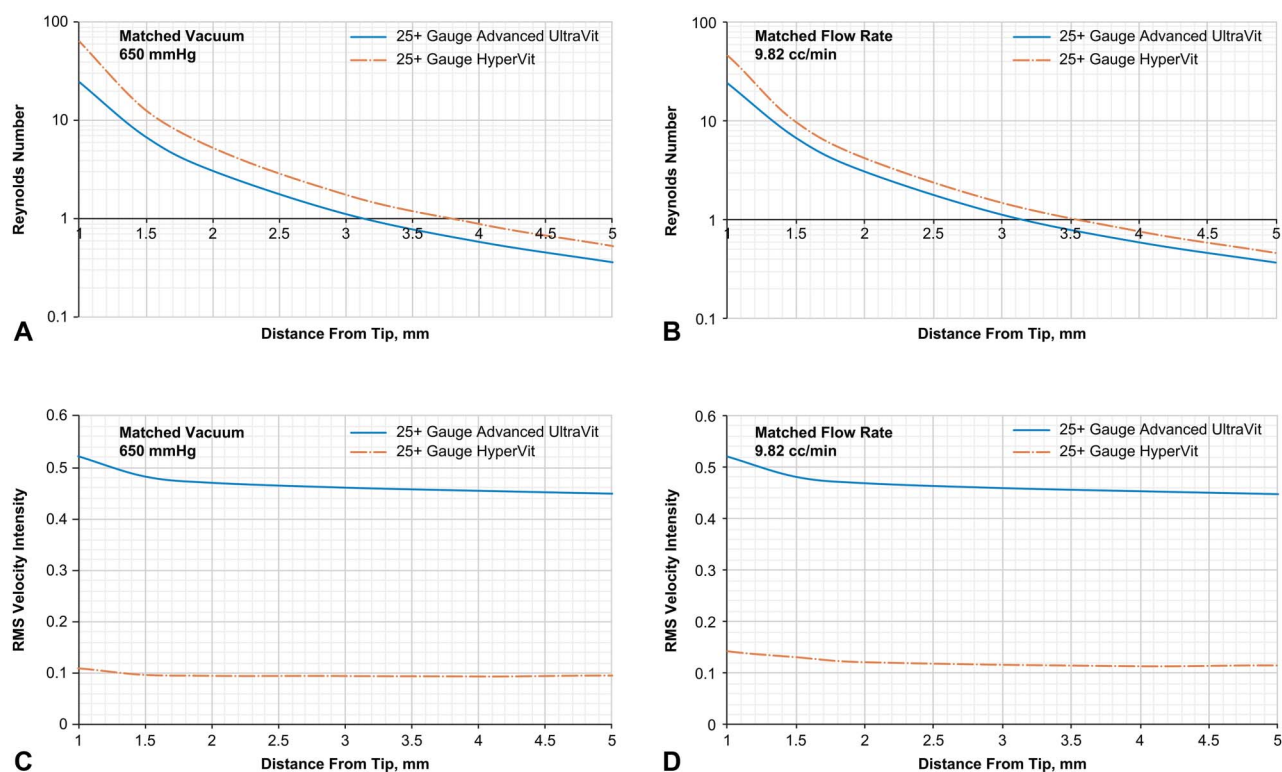 Matched Vacuum
650 mmHg
25+ Gauge Advanced UltraVit
25+ Gauge HyperVit
100
10
1
0.1
Reynolds Number
1 1.5 2 2.5 3 3.5 4 4.5 5
Distance From Tip, mm
A
Matched Flow Rate
9.82 cc/min
25+ Gauge Advanced UltraVit
25+ Gauge HyperVit
100
10
1
0.1
Reynolds Number
1 1.5 2 2.5 3 3.5 4 4.5 5
Distance From Tip, mm
B
Matched Vacuum
650 mmHg
25+ Gauge Advanced UltraVit
25+ Gauge HyperVit
0.6
0.5
0.4
0.3
0.2
0.1
0
RMS Velocity Intensity
1 1.5 2 2.5 3 3.5 4 4.5 5
Distance From Tip, mm
C
Matched Flow Rate
9.82 cc/min
25+ Gauge Advanced UltraVit
25+ Gauge HyperVit
0.6
0.5
0.4
0.3
0.2
0.1
0
RMS Velocity Intensity
1 1.5 2 2.5 3 3.5 4 4.5 5
Distance From Tip, mm
D